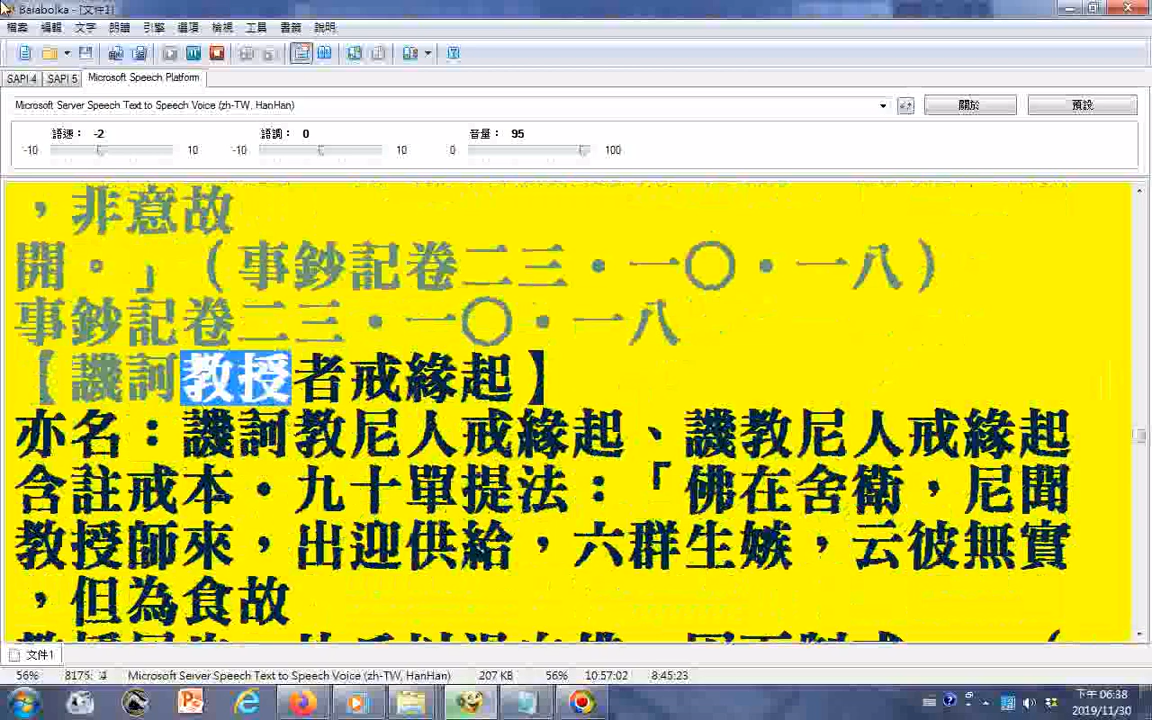 Balabolka - [文件1]
檔案 編輯 文字 朗讀 引擎 選項 檢視 工具 書籤 說明
SAPI 4 SAPI 5 Microsoft Speech Platform
Microsoft Server Speech Text to Speech Voice (zh-TW, HanHan) 關於 預設
語速： -2 語調： 0 音量： 95
-10 10 -10 10 0 100
，非意故
開。」（事鈔記卷二三・一〇・一八）
事鈔記卷二三・一〇・一八
【譏訶教授者戒緣起】
亦名：譏訶教尼人戒緣起、譏教尼人戒緣起
含註戒本・九十單提法：「佛在舍衛，尼聞
教授師來，出迎供給，六群生嫉，云彼無實
，但為食故
文件1
56% Microsoft Server Speech Text to Speech Voice (zh-TW, HanHan) 207 KB 56% 10:57:02 8:45:23
下午 06:38
2019/11/30